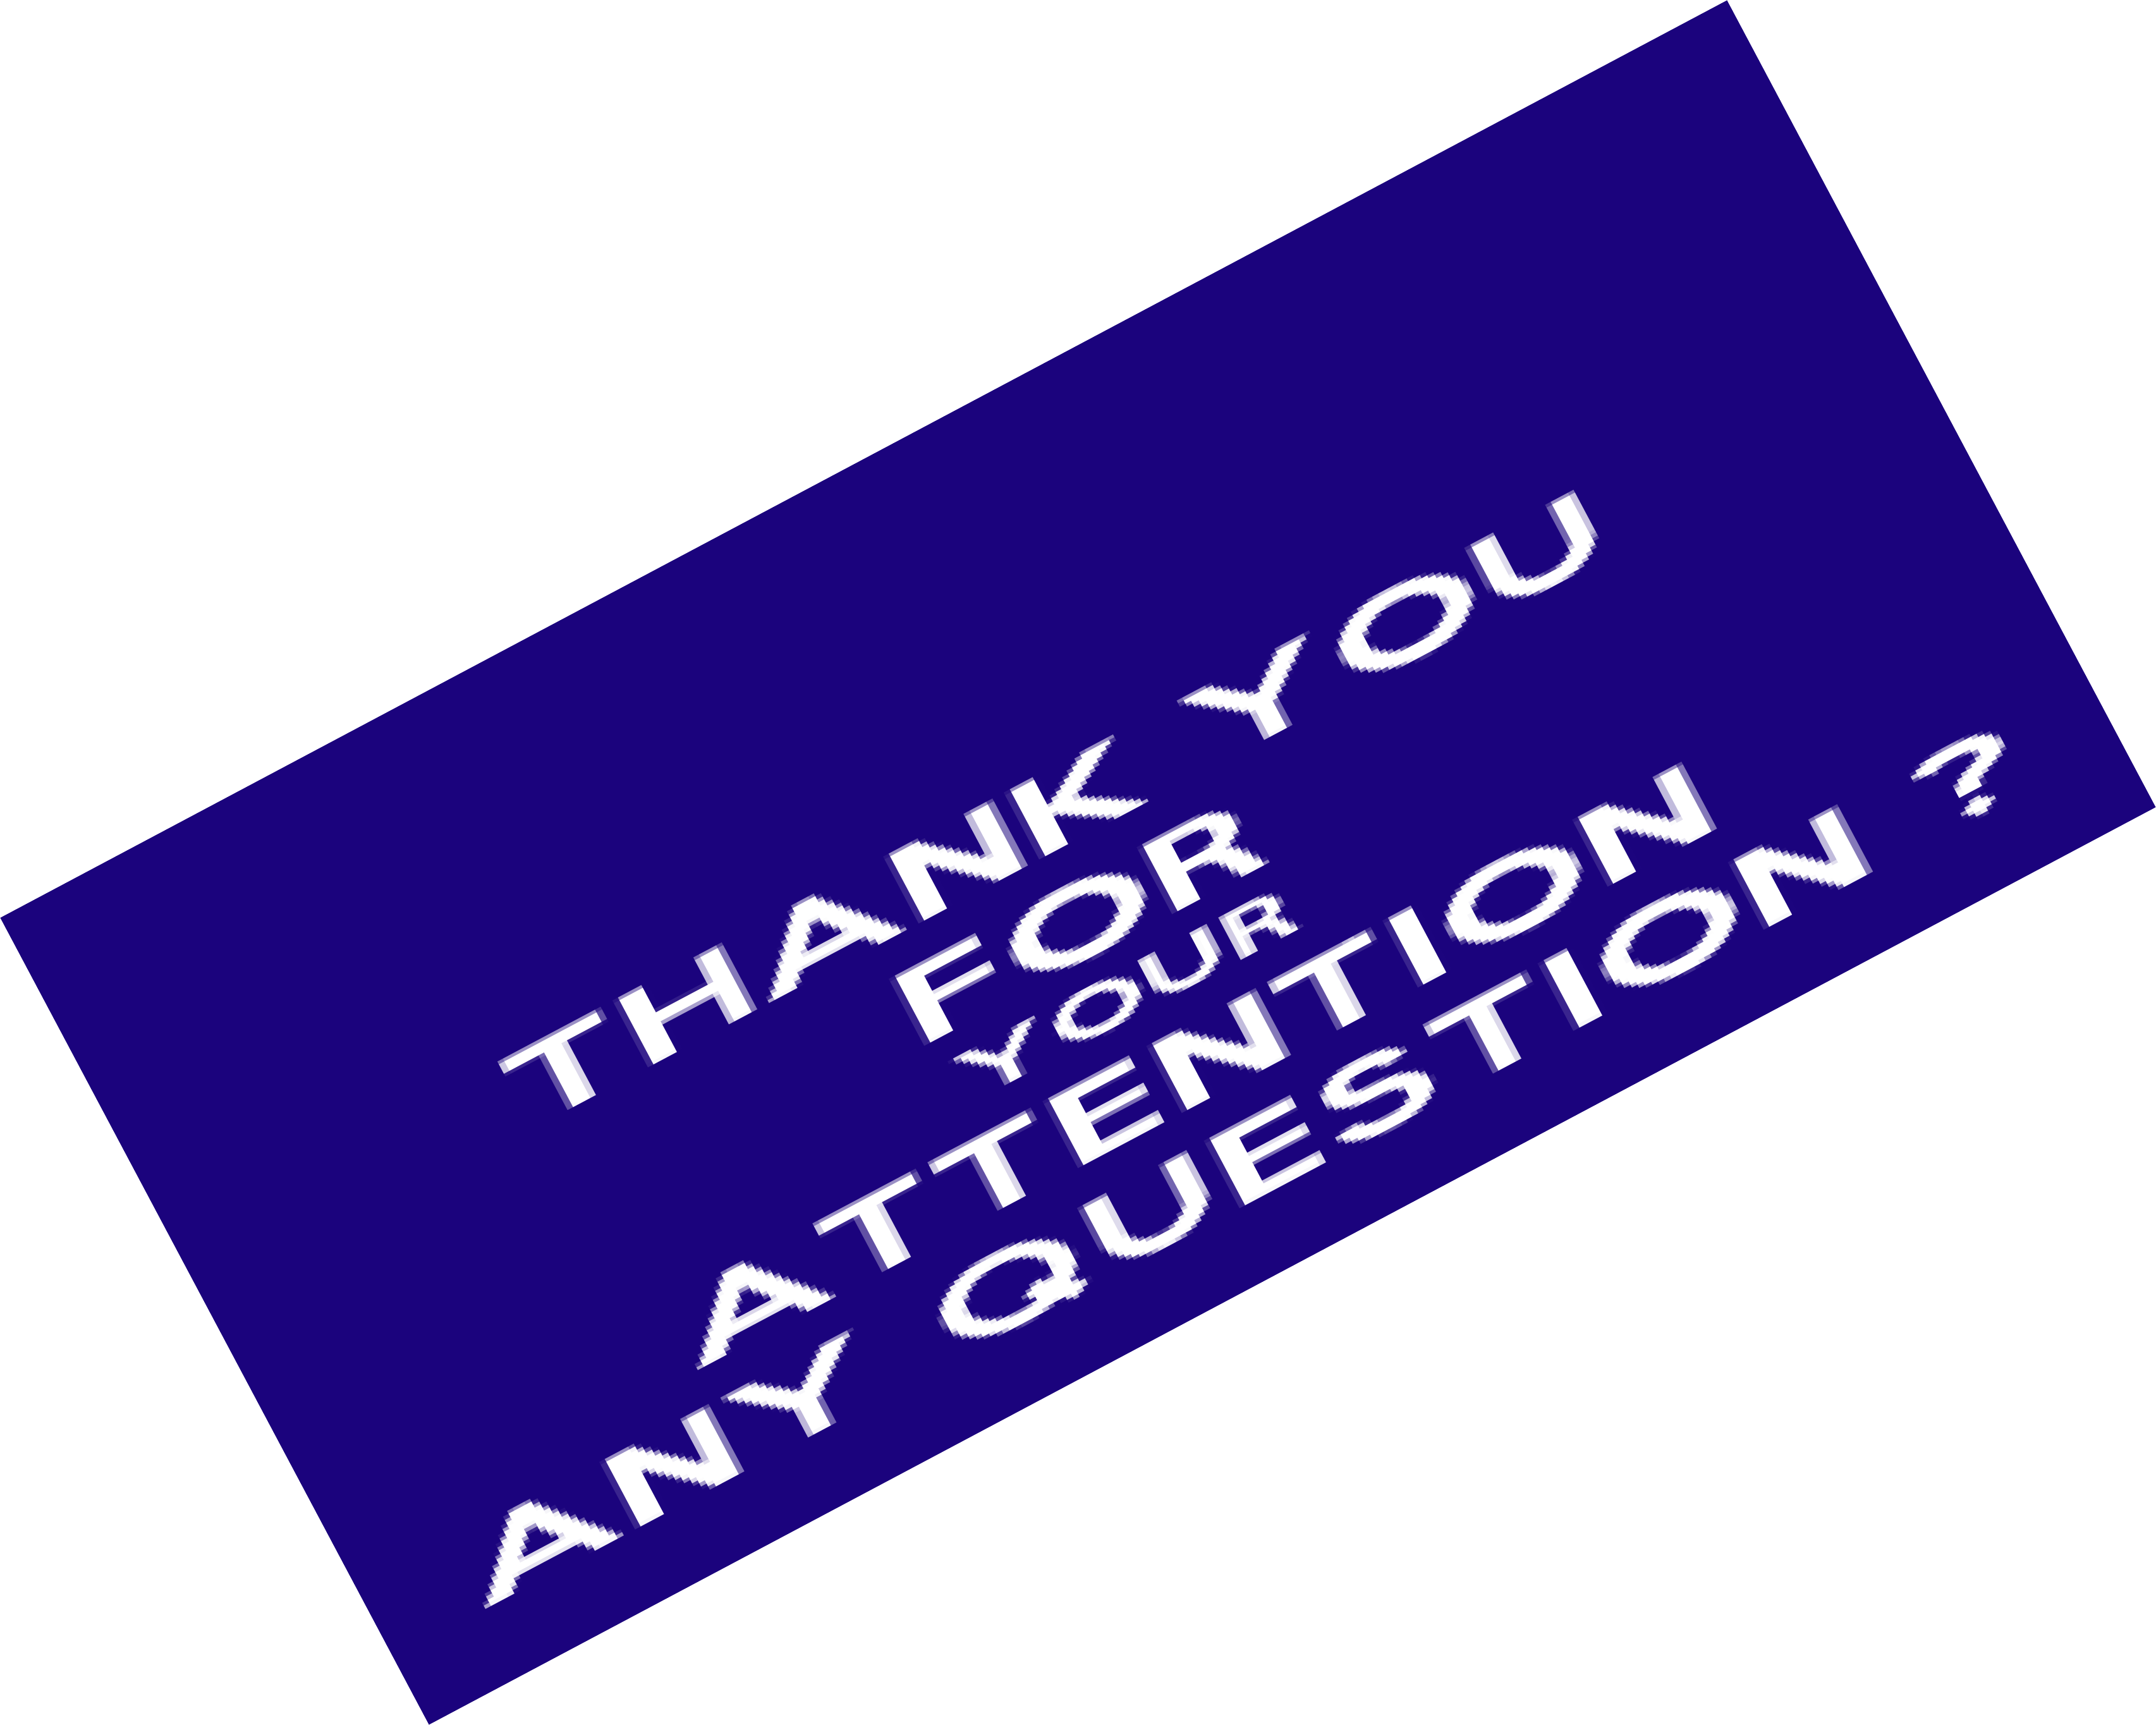 THANK YOU
FOR
YOUR
ATTENTION
ANY QUESTION ?